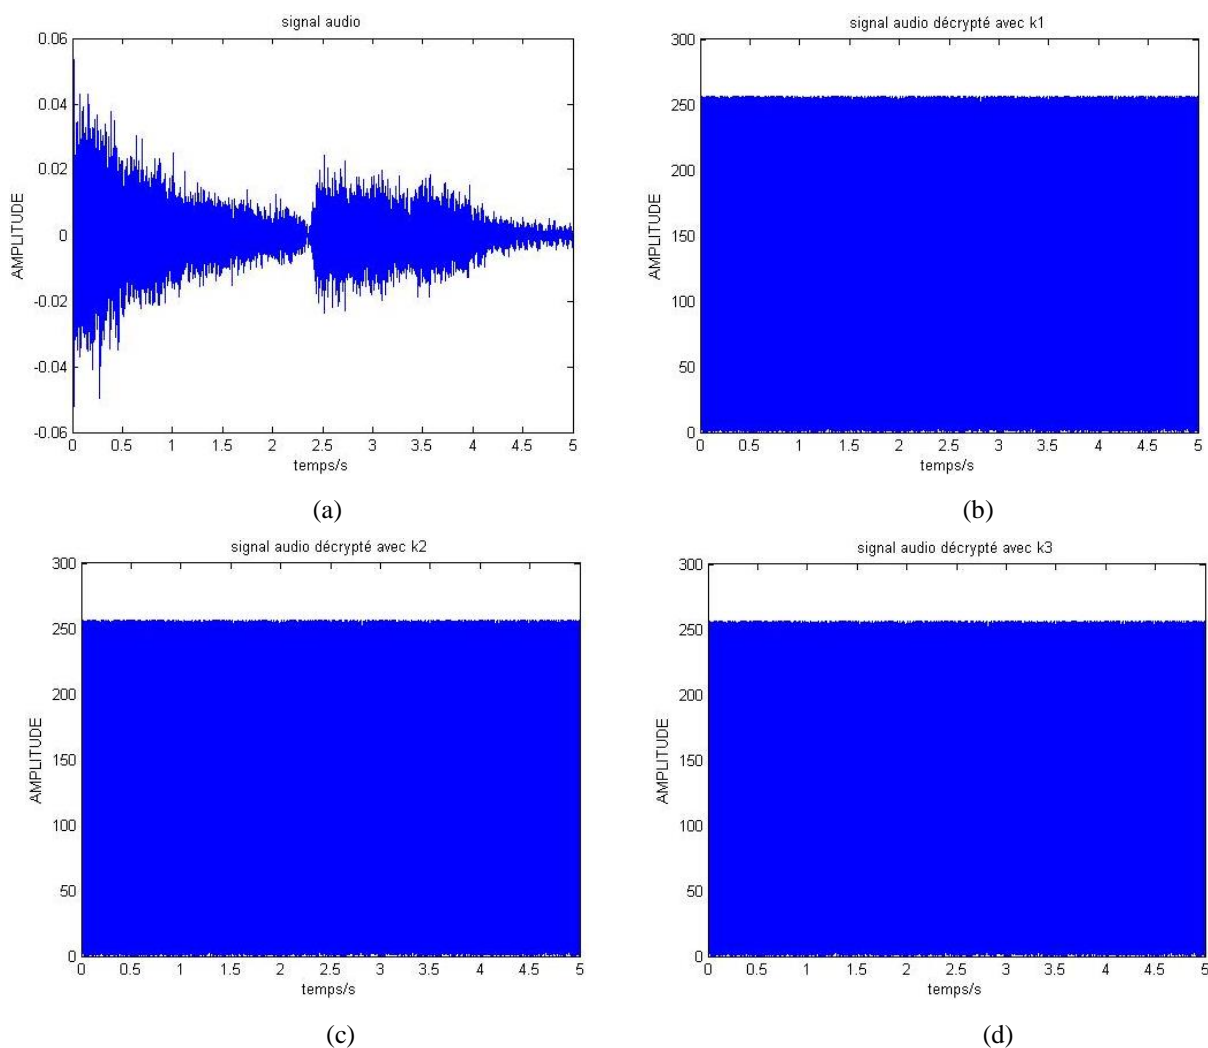 signal audio
0.06
0.04
0.02
0
-0.02
-0.04
-0.06
AMPLITUDE
0 0.5 1 1.5 2 2.5 3 3.5 4 4.5 5
temps/s
(a)
signal audio décrypté avec k1
300
250
200
150
100
50
0
AMPLITUDE
0 0.5 1 1.5 2 2.5 3 3.5 4 4.5 5
temps/s
(b)
signal audio décrypté avec k2
300
250
200
150
100
50
0
AMPLITUDE
0 0.5 1 1.5 2 2.5 3 3.5 4 4.5 5
temps/s
(c)
signal audio décrypté avec k3
300
250
200
150
100
50
0
AMPLITUDE
0 0.5 1 1.5 2 2.5 3 3.5 4 4.5 5
temps/s
(d)